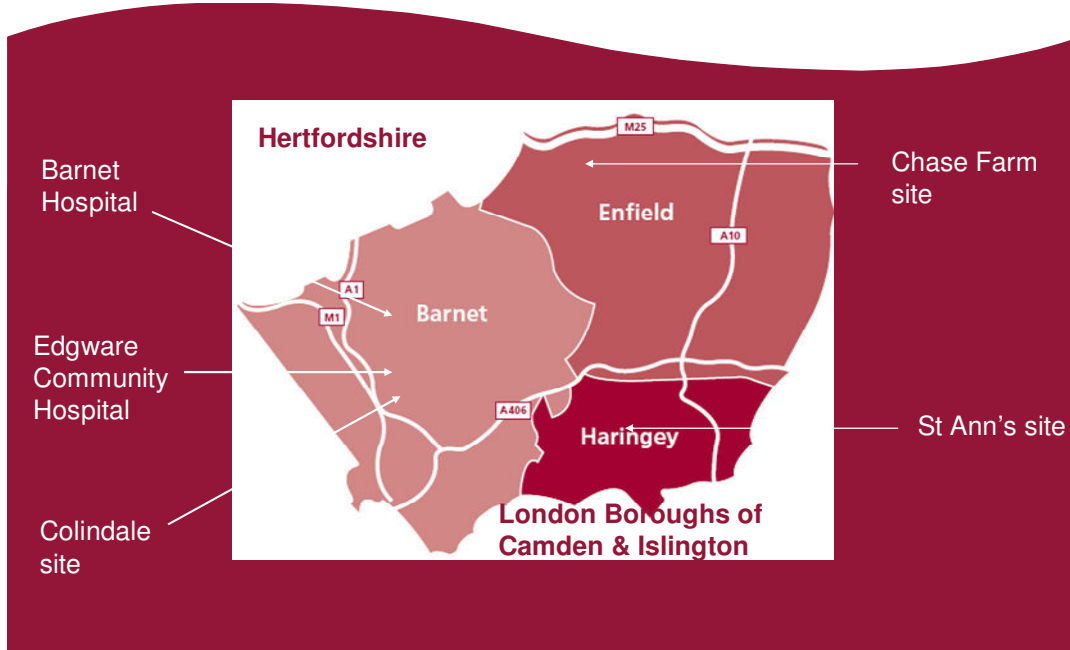 Hertfordshire
M25
Barnet
Hospital
Chase Farm
site
Enfield
A10
A1
M1
Barnet
Edgware
Community
Hospital
A406
Haringey
St Ann’s site
London Boroughs of
Camden & Islington
Colindale
site